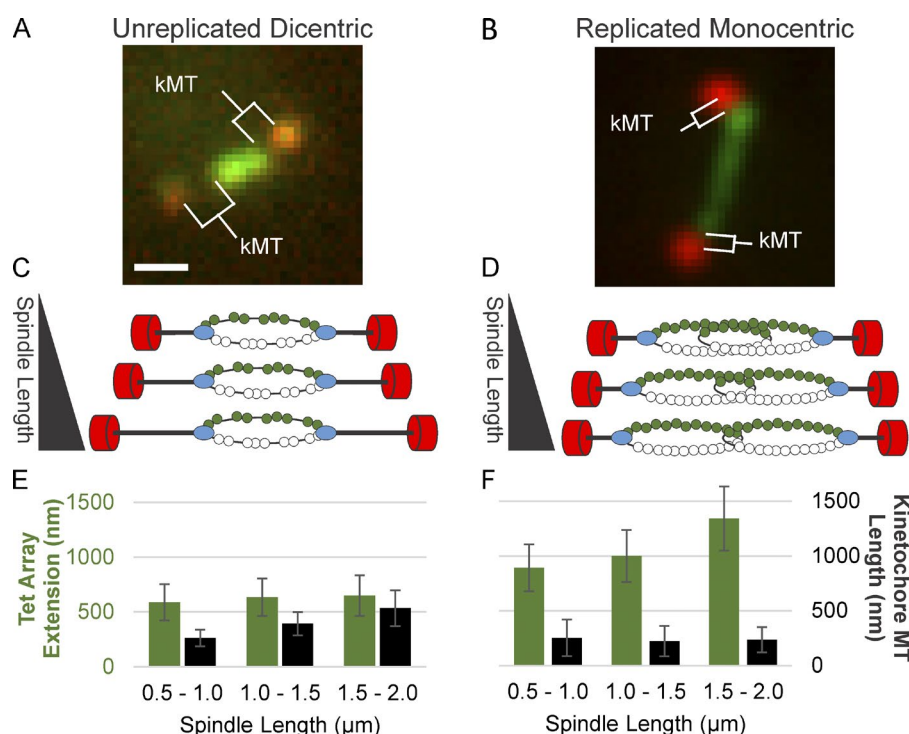 A
Unreplicated Dicentric
B
Replicated Monocentric
kMT
kMT
kMT
kMT
C
Spindle Length
D
Spindle Length
E
Tet Array
Extension (nm)
1500
1000
500
0
0.5 - 1.0
1.0 - 1.5
1.5 - 2.0
Spindle Length (µm)
F
1500
1000
500
0
Kinetochore MT
Length (nm)
0.5 - 1.0
1.0 - 1.5
1.5 - 2.0
Spindle Length (µm)